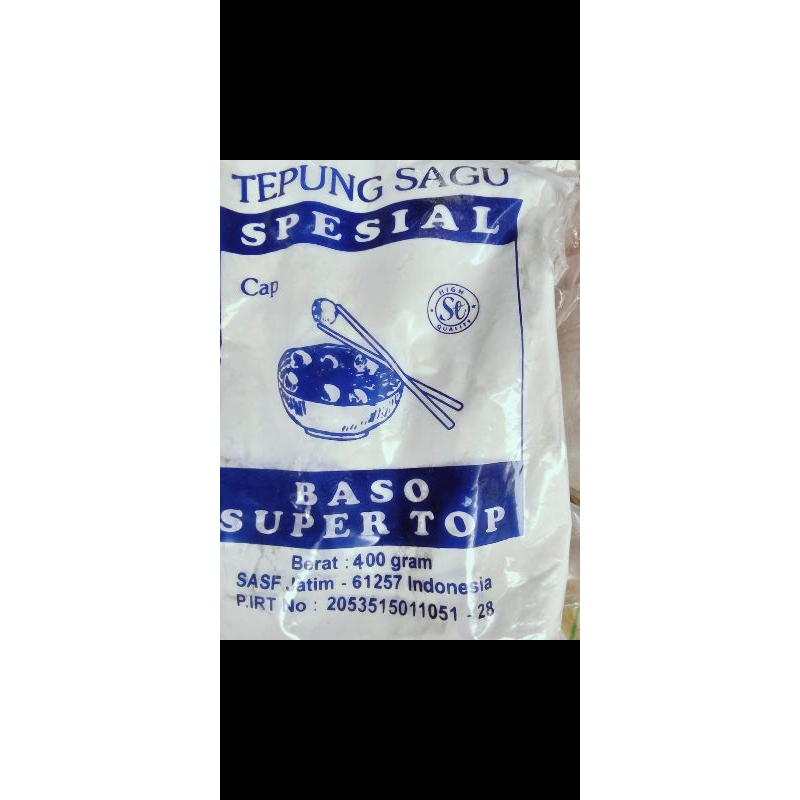 TEPUNG SAGU
SPESIAL
Cap
HIGH
St
QUALITY
BASO
SUPER TOP
Berat : 400 gram
SASF Jatim - 61257 Indonesia
P.IRT No : 2053515011051 - 28